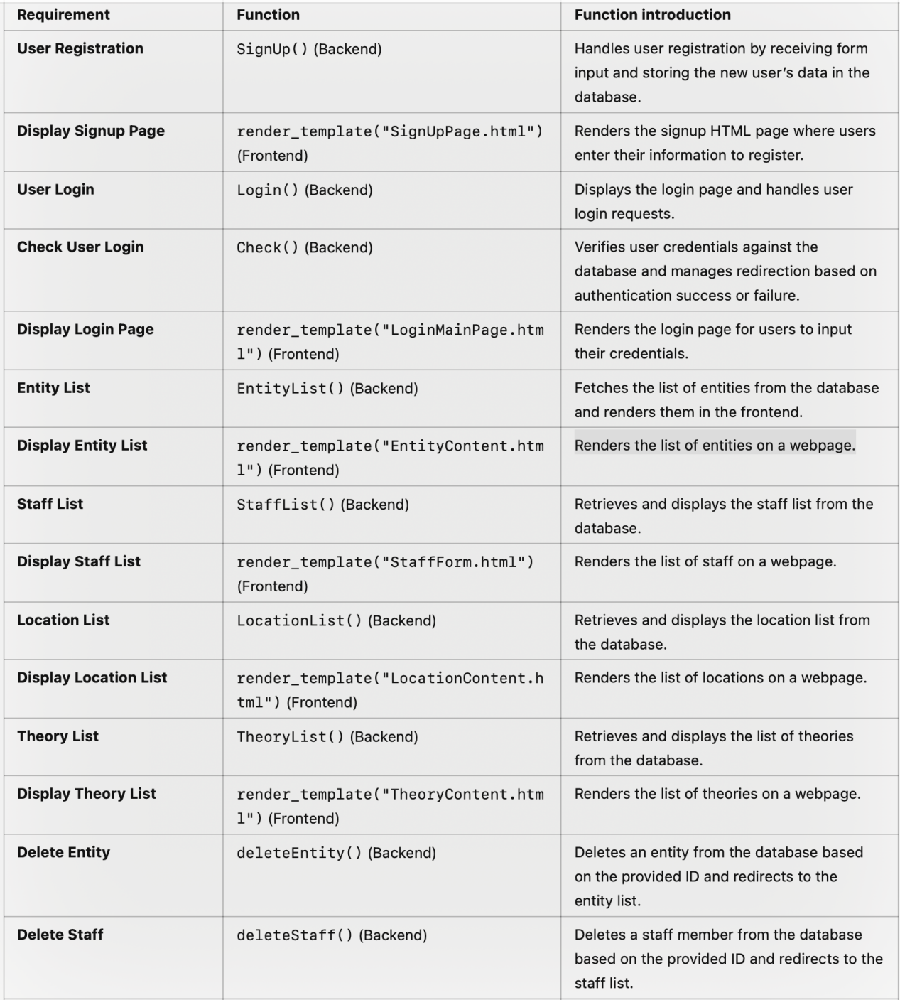 Requirement Function Function introduction
User Registration SignUp() (Backend) Handles user registration by receiving form
input and storing the new user’s data in the
database.
Display Signup Page render_template("SignUpPage.html") Renders the signup HTML page where users
(Frontend) enter their information to register.
User Login Login() (Backend) Displays the login page and handles user
login requests.
Check User Login Check() (Backend) Verifies user credentials against the
database and manages redirection based on
authentication success or failure.
Display Login Page render_template("LoginMainPage.htm Renders the login page for users to input
l") (Frontend) their credentials.
Entity List EntityList() (Backend) Fetches the list of entities from the database
and renders them in the frontend.
Display Entity List render_template("EntityContent.htm Renders the list of entities on a webpage.
l") (Frontend)
Staff List StaffList() (Backend) Retrieves and displays the staff list from the
database.
Display Staff List render_template("StaffForm.html") Renders the list of staff on a webpage.
(Frontend)
Location List LocationList() (Backend) Retrieves and displays the location list from
the database.
Display Location List render_template("LocationContent.h Renders the list of locations on a webpage.
tml") (Frontend)
Theory List TheoryList() (Backend) Retrieves and displays the list of theories
from the database.
Display Theory List render_template("TheoryContent.htm Renders the list of theories on a webpage.
l") (Frontend)
Delete Entity deleteEntity() (Backend) Deletes an entity from the database based
on the provided ID and redirects to the
entity list.
Delete Staff deleteStaff() (Backend) Deletes a staff member from the database
based on the provided ID and redirects to the
staff list.